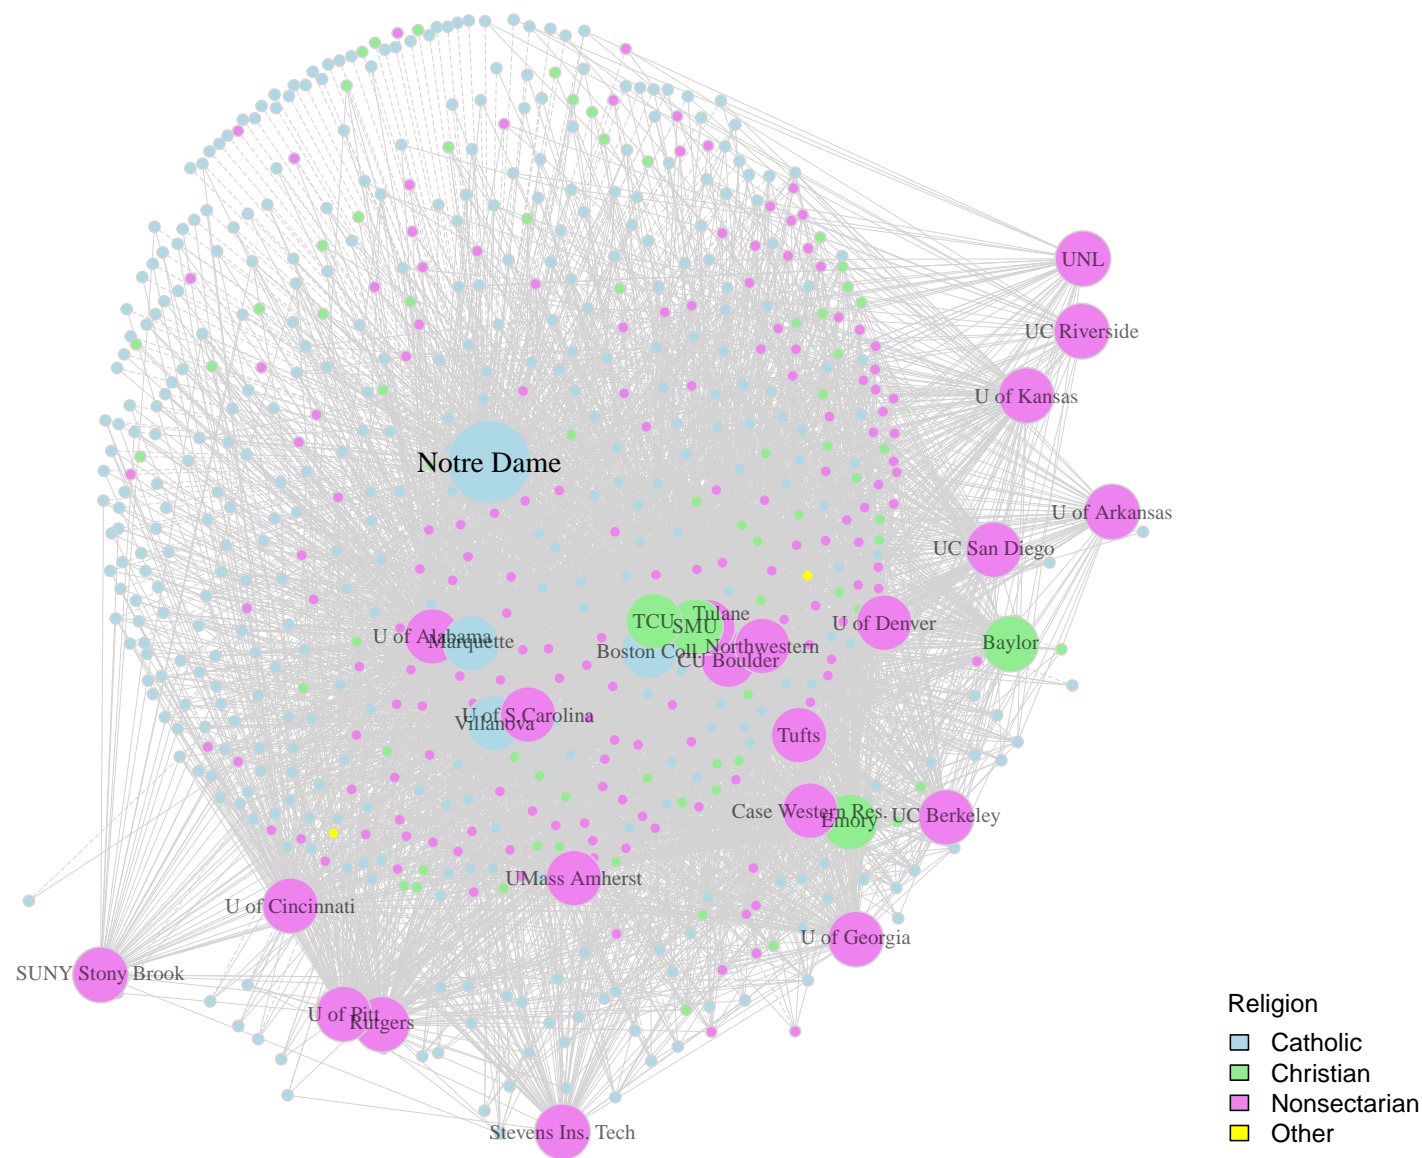 UNL
UC Riverside
U of Kansas
Notre Dame
U of Arkansas
UC San Diego
Tulane
TCU
SMU
U of Denver
U of Alabama
Marquette
Baylor
Northwestern
Boston Coll.
CU Boulder
U of S.Carolina
Villanova
Tufts
Case Western Res.
Emory
UC Berkeley
UMass Amherst
U of Cincinnati
U of Georgia
SUNY Stony Brook
U of Pitt
Rutgers
Stevens Ins. Tech
Religion
Catholic
Christian
Nonsectarian
Other